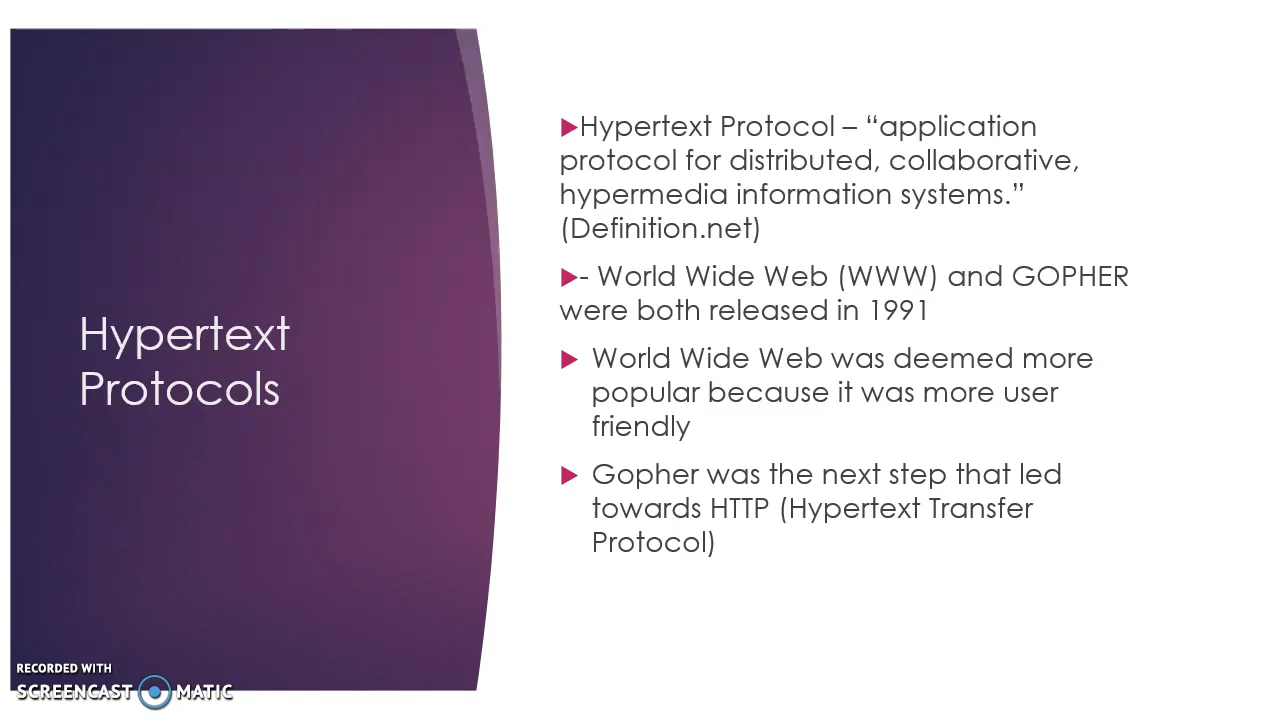 Hypertext
Protocols
Hypertext Protocol – “application
protocol for distributed, collaborative,
hypermedia information systems.”
(Definition.net)
- World Wide Web (WWW) and GOPHER
were both released in 1991
World Wide Web was deemed more
popular because it was more user
friendly
Gopher was the next step that led
towards HTTP (Hypertext Transfer
Protocol)
RECORDED WITH
SCREENCAST MATIC